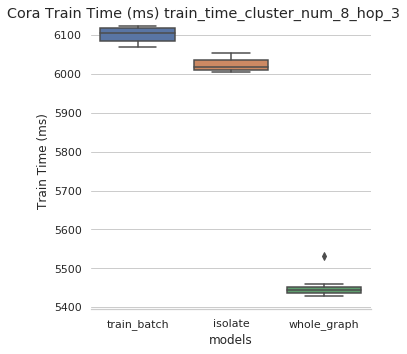 Cora Train Time (ms) train_time_cluster_num_8_hop_3
6100
6000
5900
5800
5700
5600
5500
5400
Train Time (ms)
train_batch isolate whole_graph
models